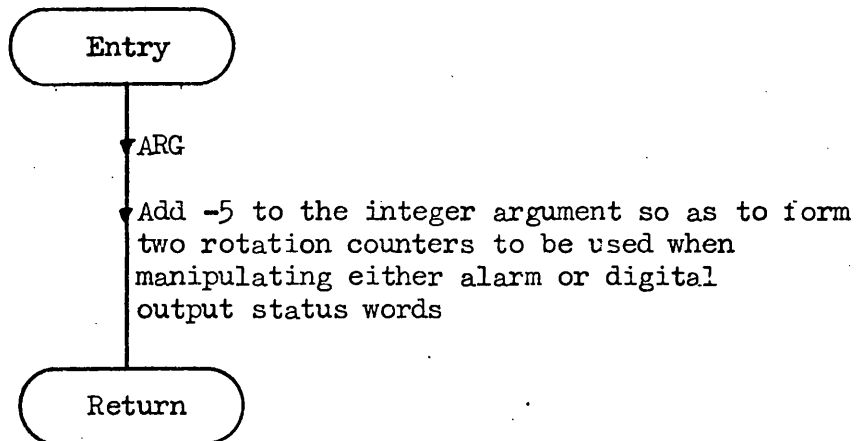 Entry
ARG
Add -5 to the integer argument so as to form
two rotation counters to be used when
manipulating either alarm or digital
output status words
Return